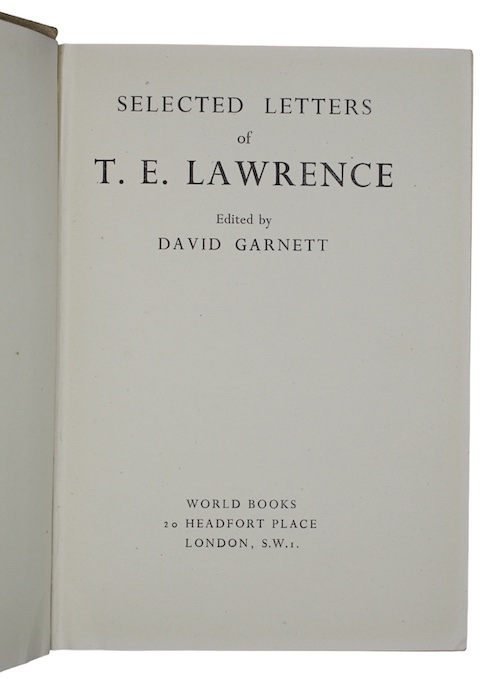 SELECTED LETTERS
of
T. E. LAWRENCE
Edited by
DAVID GARNETT
WORLD BOOKS
20 HEADFORT PLACE
LONDON, S.W.1.